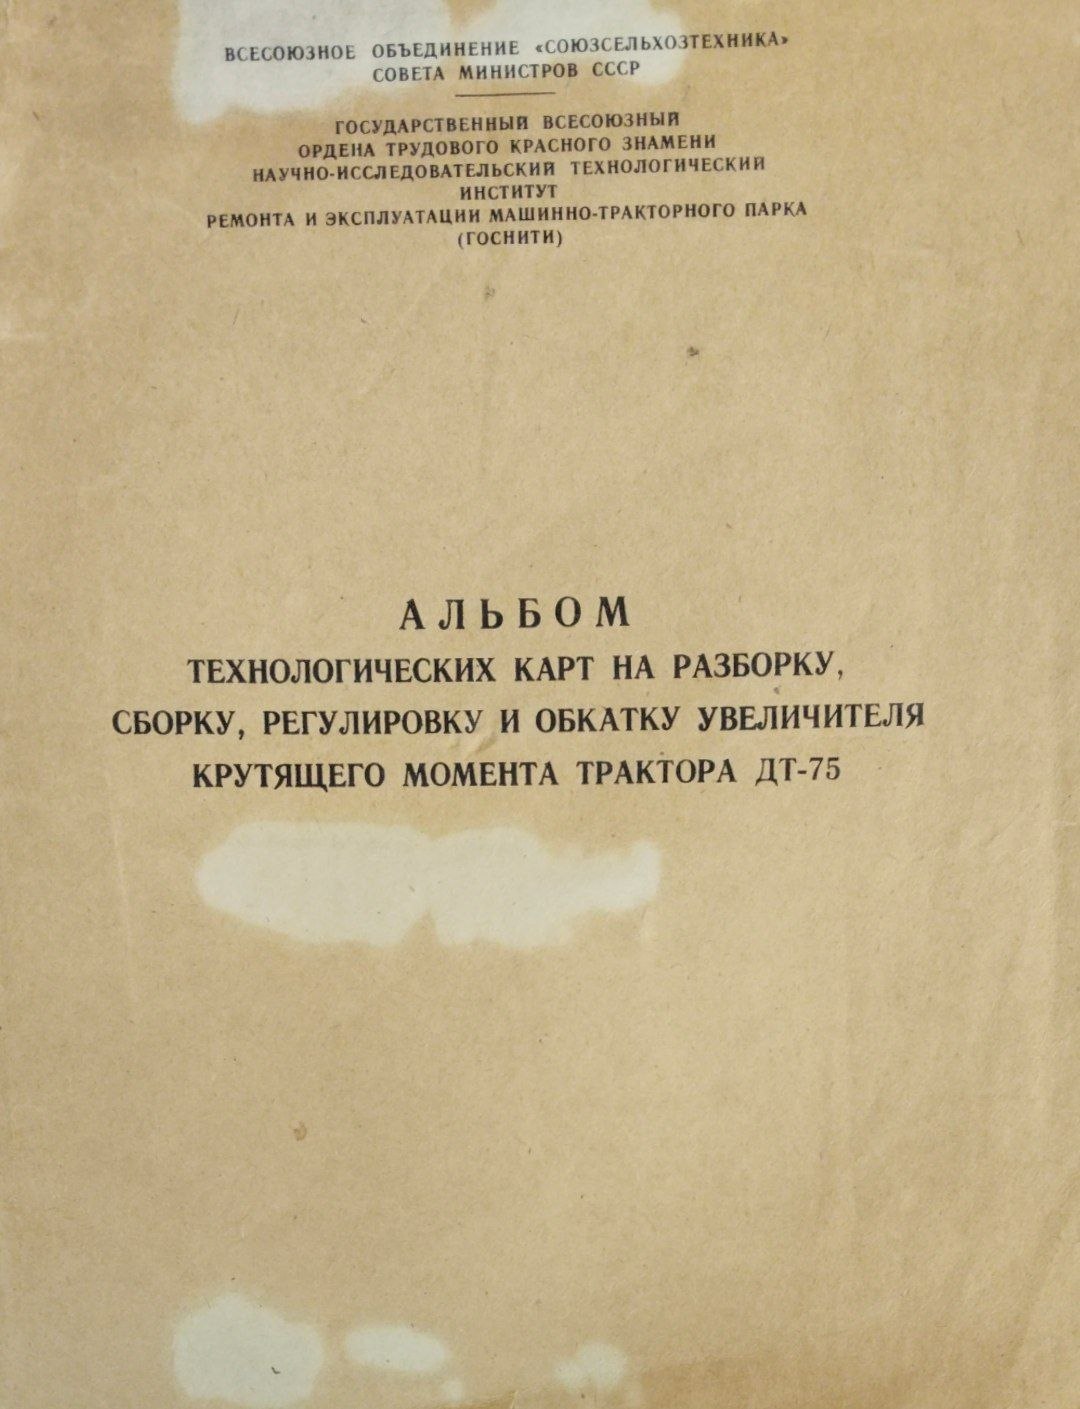 ВСЕСОЮЗНОЕ ОБЪЕДИНЕНИЕ «СОЮЗСЕЛЬХОЗТЕХНИКА»
СОВЕТА МИНИСТРОВ СССР
ГОСУДАРСТВЕННЫЙ ВСЕСОЮЗНЫЙ
ОРДЕНА ТРУДОВОГО КРАСНОГО ЗНАМЕНИ
НАУЧНО-ИССЛЕДОВАТЕЛЬСКИЙ ТЕХНОЛОГИЧЕСКИЙ
ИНСТИТУТ
РЕМОНТА И ЭКСПЛУАТАЦИИ МАШИННО-ТРАКТОРНОГО ПАРКА
(ГОСНИТИ)
АЛЬБОМ
ТЕХНОЛОГИЧЕСКИХ КАРТ НА РАЗБОРКУ,
СБОРКУ, РЕГУЛИРОВКУ И ОБКАТКУ УВЕЛИЧИТЕЛЯ
КРУТЯЩЕГО МОМЕНТА ТРАКТОРА ДТ-75